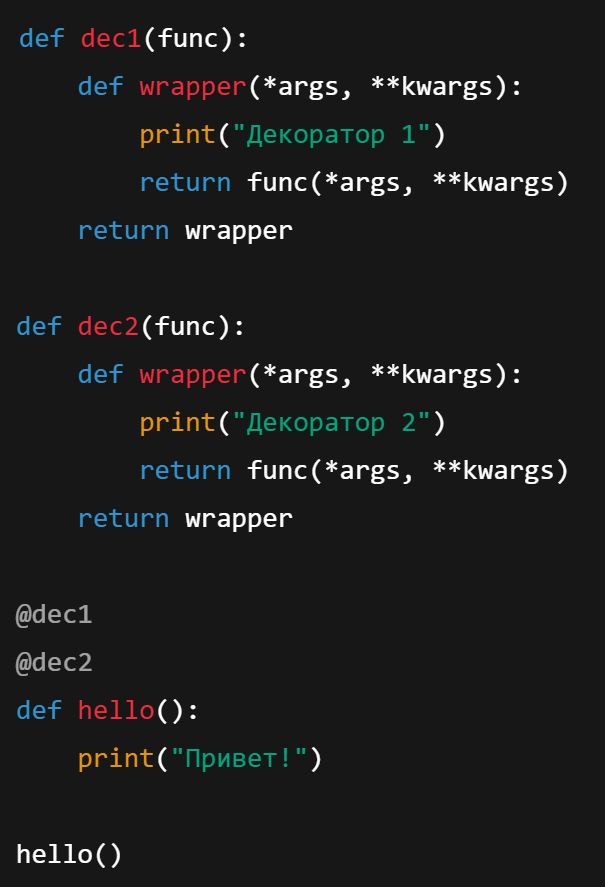 def dec1(func):
    def wrapper(*args, **kwargs):
        print("Декоратор 1")
        return func(*args, **kwargs)
    return wrapper

def dec2(func):
    def wrapper(*args, **kwargs):
        print("Декоратор 2")
        return func(*args, **kwargs)
    return wrapper

@dec1
@dec2
def hello():
    print("Привет!")

hello()